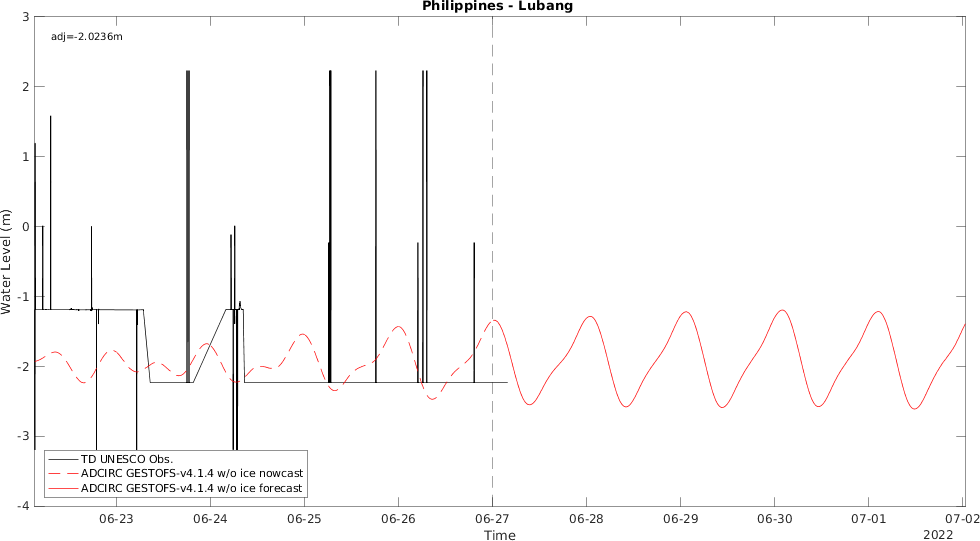 Philippines - Lubang
adj=-2.0236m
3
2
1
0
-1
-2
-3
-4
Water Level (m)
TD UNESCO Obs.
ADCIRC GESTOFS-v4.1.4 w/o ice nowcast
ADCIRC GESTOFS-v4.1.4 w/o ice forecast
06-23 06-24 06-25 06-26 06-27 06-28 06-29 06-30 07-01 07-02
Time
2022